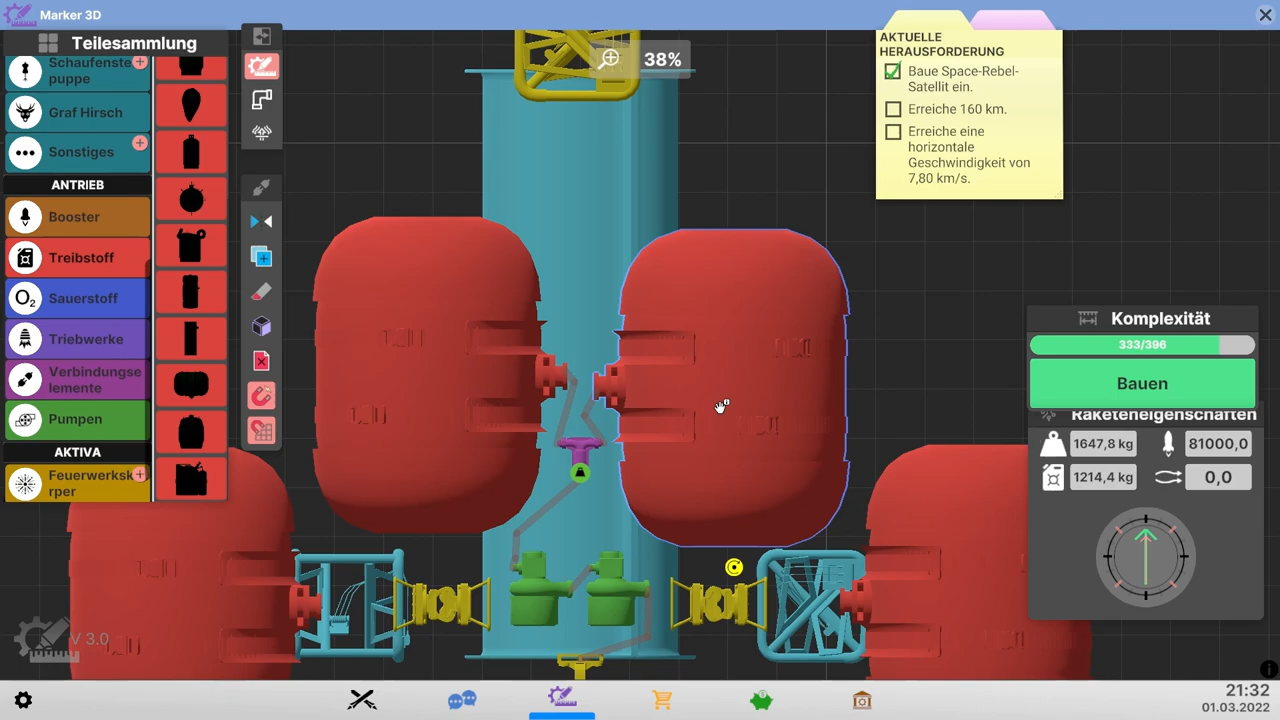 Marker 3D
Teilesammlung
Schaufenste
puppe
Graf Hirsch
Sonstiges
ANTRIEB
Booster
Treibstoff
O2
Sauerstoff
Triebwerke
Verbindungse
lemente
Pumpen
AKTIVA
Feuerwerksk
rper
V 3.0
38%
AKTUELLE
HERAUSFORDERUNG
Baue Space-Rebel-
Satellit ein.
Erreiche 160 km.
Erreiche eine
horizontale
Geschwindigkeit von
7,80 km/s.
Komplexität
333/396
Bauen
Raketeneigenschaften
1647,8 kg
81000,0
1214,4 kg
0,0
21:32
01.03.2022